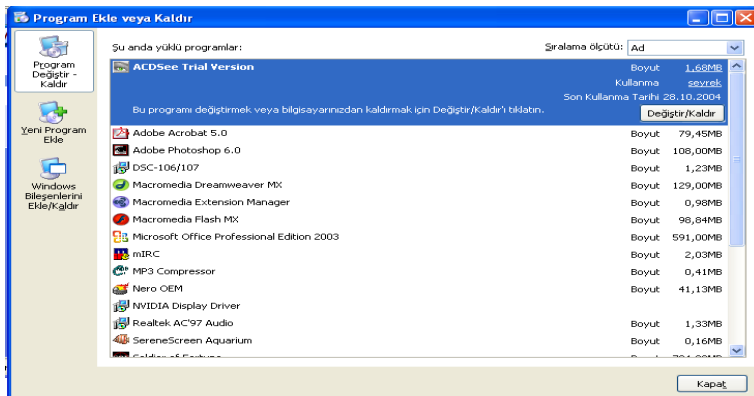 Program Ekle veya Kaldır
Program Değiştir - Kaldır
Yeni Program Ekle
Windows Bileşenlerini Ekle/Kaldır
Şu anda yüklü programlar:
Sıralama ölçütü: Ad
ACDSee Trial Version Boyut 1,68MB
Kullanma seyrek
Son Kullanma Tarihi 28.10.2004
Bu programı değiştirmek veya bilgisayarınızdan kaldırmak için Değiştir/Kaldır'ı tıklatın.
Değiştir/Kaldır
Adobe Acrobat 5.0 Boyut 79,45MB
Adobe Photoshop 6.0 Boyut 108,00MB
DSC-106/107 Boyut 1,23MB
Macromedia Dreamweaver MX Boyut 129,00MB
Macromedia Extension Manager Boyut 0,98MB
Macromedia Flash MX Boyut 98,84MB
Microsoft Office Professional Edition 2003 Boyut 591,00MB
mIRC Boyut 2,03MB
MP3 Compressor Boyut 0,41MB
Nero OEM Boyut 41,13MB
NVIDIA Display Driver
Realtek AC'97 Audio Boyut 1,33MB
SereneScreen Aquarium Boyut 0,16MB
Kapat